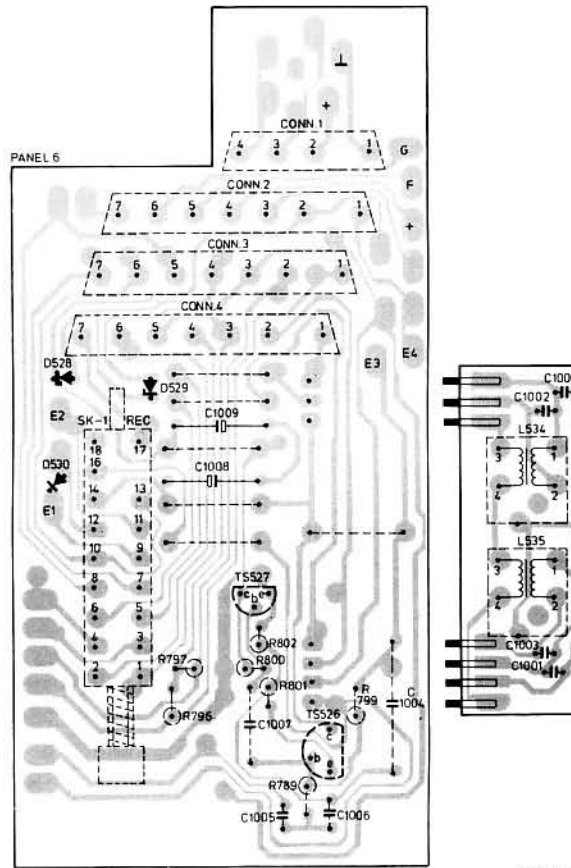 ⊥
+
CONN.1
4 3 2 1
G
PANEL 6
F
CONN.2
7 6 5 4 3 2 1
+
CONN.3
7 6 5 4 3 2 1
CONN.4
7 6 5 4 3 2 1
E3 E4
D528
D529
E2
C1009
SK-1 REC
18 17
16
D530
C1008
14 13
E1
12 11
10 9
8 7
6 5
4 3
2 1
TS527
c b e
R802
R797
R800
R801
R
799
C
1004
R796
C1007
TS526
c
b
R789
C1005 C1006
C1002
L534
3 1
4 2
L535
3 1
4 2
C1003
C1001